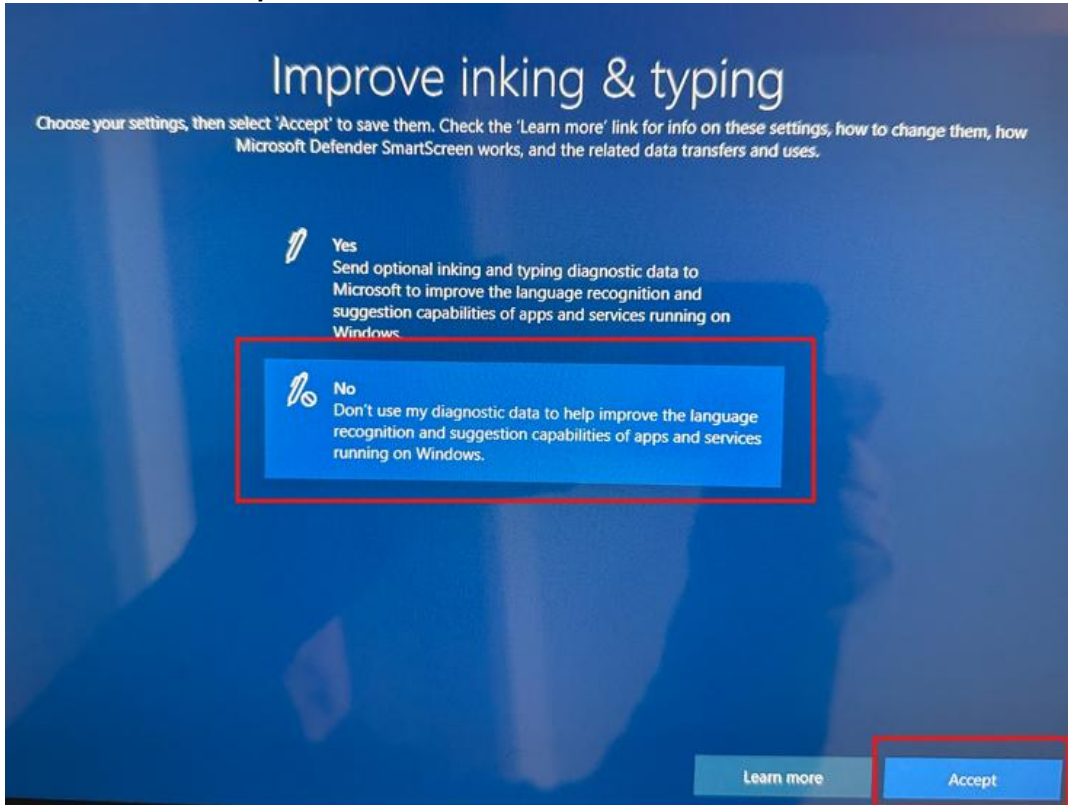 Improve inking & typing
Choose your settings, then select 'Accept' to save them. Check the 'Learn more' link for info on these settings, how to change them, how
Microsoft Defender SmartScreen works, and the related data transfers and uses.
Yes
Send optional inking and typing diagnostic data to
Microsoft to improve the language recognition and
suggestion capabilities of apps and services running on
Windows.
No
Don't use my diagnostic data to help improve the language
recognition and suggestion capabilities of apps and services
running on Windows.
Learn more
Accept